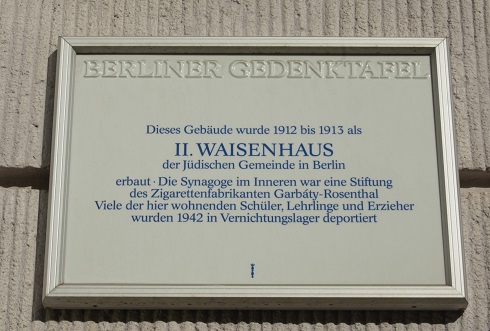 BERLINER GEDENKTAFEL
Dieses Gebäude wurde 1912 bis 1913 als
II. WAISENHAUS
der Jüdischen Gemeinde in Berlin
erbaut · Die Synagoge im Inneren war eine Stiftung
des Zigarettenfabrikanten Garbáty-Rosenthal
Viele der hier wohnenden Schüler, Lehrlinge und Erzieher
wurden 1942 in Vernichtungslager deportiert